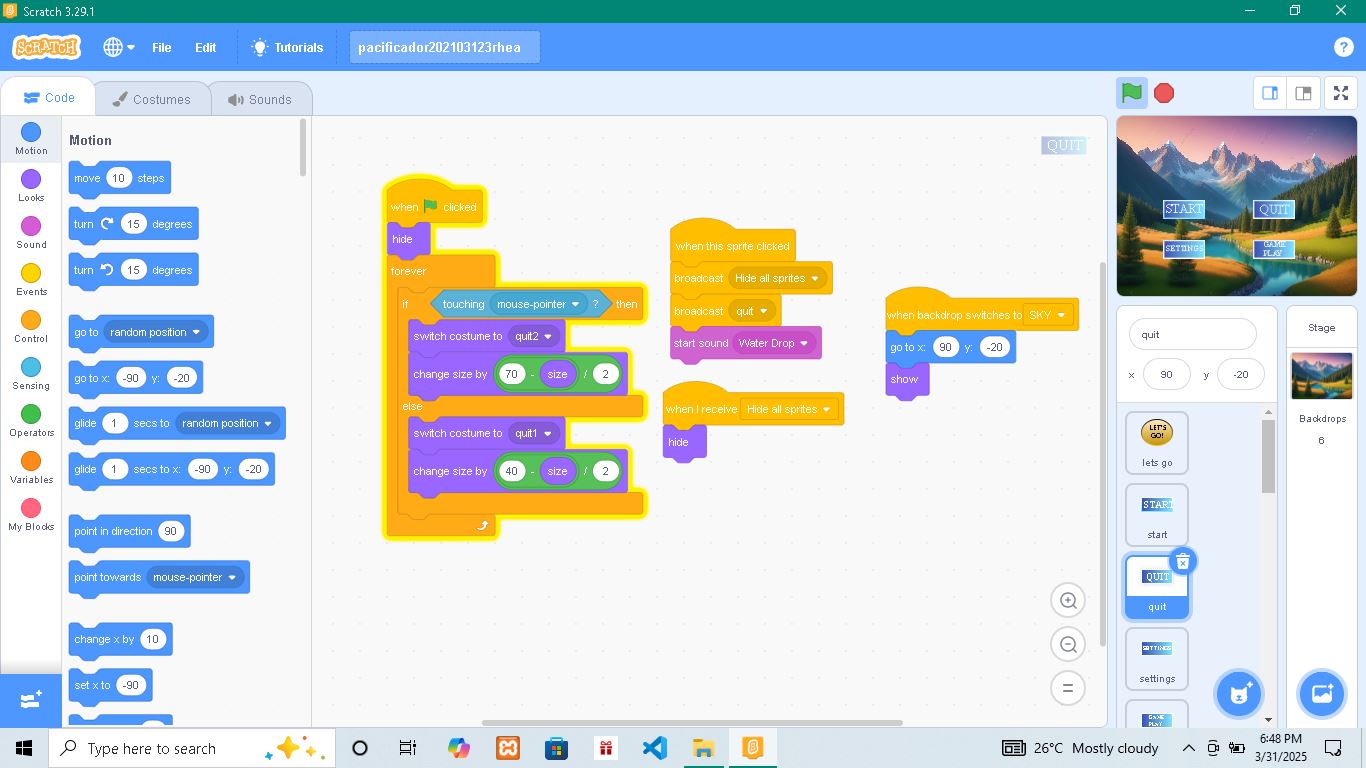 Scratch 3.29.1
SCRATCH
File
Edit
Tutorials
pacificador202103123rhea
?
Code
Costumes
Sounds
Motion
Looks
Sound
Events
Control
Sensing
Operators
Variables
My Blocks
Motion
move 10 steps
turn 15 degrees
turn 15 degrees
go to random position
go to x: -90 y: -20
glide 1 secs to random position
glide 1 secs to x: -90 y: -20
point in direction 90
point towards mouse-pointer
change x by 10
set x to -90
when clicked
hide
forever
if touching mouse-pointer ? then
switch costume to quit2
change size by 70 - size / 2
else
switch costume to quit1
change size by 40 - size / 2
when this sprite clicked
broadcast Hide all sprites
broadcast quit
start sound Water Drop
when I receive Hide all sprites
hide
when backdrop switches to SKY
go to x: 90 y: -20
show
QUIT
START
QUIT
SETTINGS
GAME
PLAY
quit
x 90 y -20
LET'S
GO!
lets go
START
start
QUIT
quit
SETTINGS
settings
GAME
PLAY
Stage
Backdrops
6
Type here to search
26°C Mostly cloudy
6:48 PM
3/31/2025